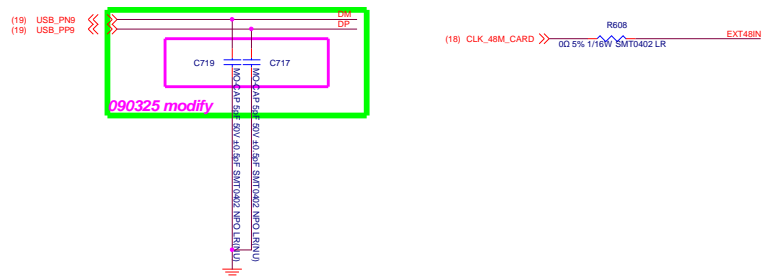 (19) USB_PN9 DM
(19) USB_PP9 DP
C719 C717
090325 modify
MO-CAP 5pF 50V ±0.5pF SMT0402 NPO LR(NU)
MO-CAP 5pF 50V ±0.5pF SMT0402 NPO LR(NU)
R608
(18) CLK_48M_CARD EXT48IN
0Ω 5% 1/16W SMT0402 LR